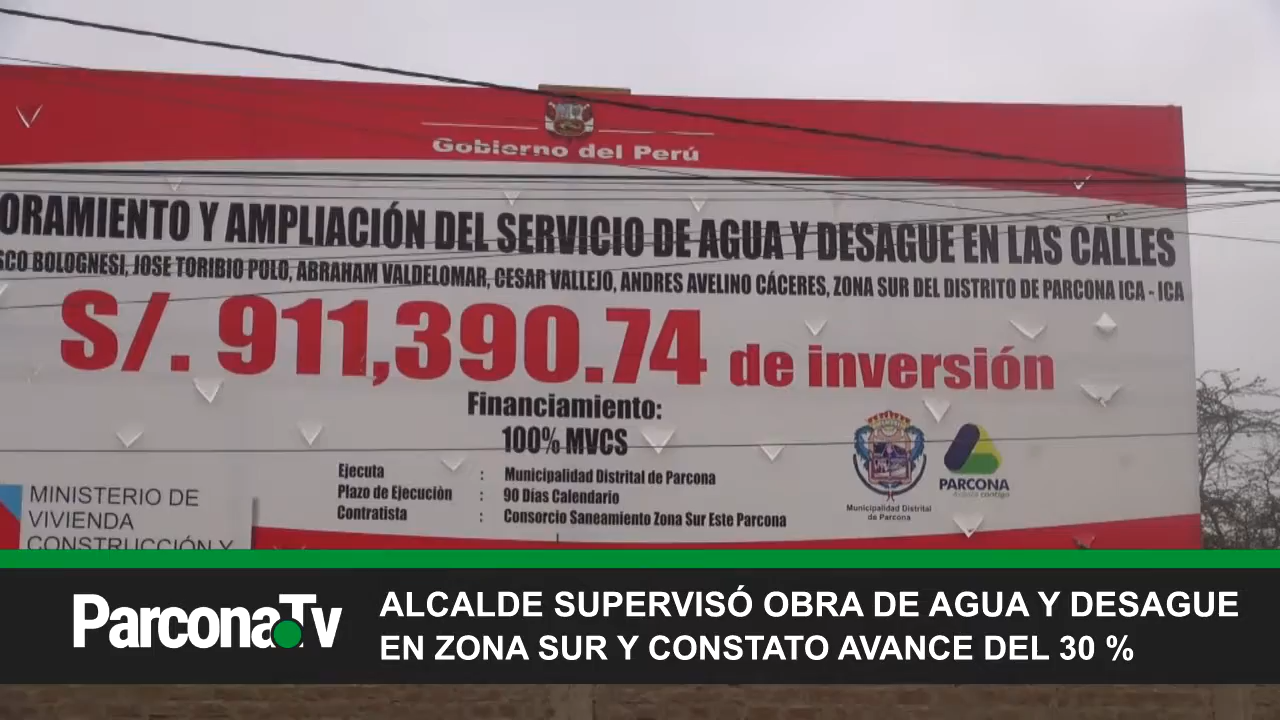 Gobierno del Perú
ORAMIENTO Y AMPLIACIÓN DEL SERVICIO DE AGUA Y DESAGUE EN LAS CALLES
SCO BOLOGNESI, JOSE TORIBIO POLO, ABRAHAM VALDELOMAR, CESAR VALLEJO, ANDRES AVELINO CÁCERES, ZONA SUR DEL DISTRITO DE PARCONA ICA - ICA
S/. 911,390.74 de inversión
Financiamiento:
100% MVCS
Ejecuta : Municipalidad Distrital de Parcona
Plazo de Ejecución : 90 Días Calendario
Contratista : Consorcio Saneamiento Zona Sur Este Parcona
Municipalidad Distrital
de Parcona
PARCONA
contigo
MINISTERIO DE
VIVIENDA
CONSTRUCCIÓN Y
Parcona.Tv
ALCALDE SUPERVISÓ OBRA DE AGUA Y DESAGUE
EN ZONA SUR Y CONSTATO AVANCE DEL 30 %